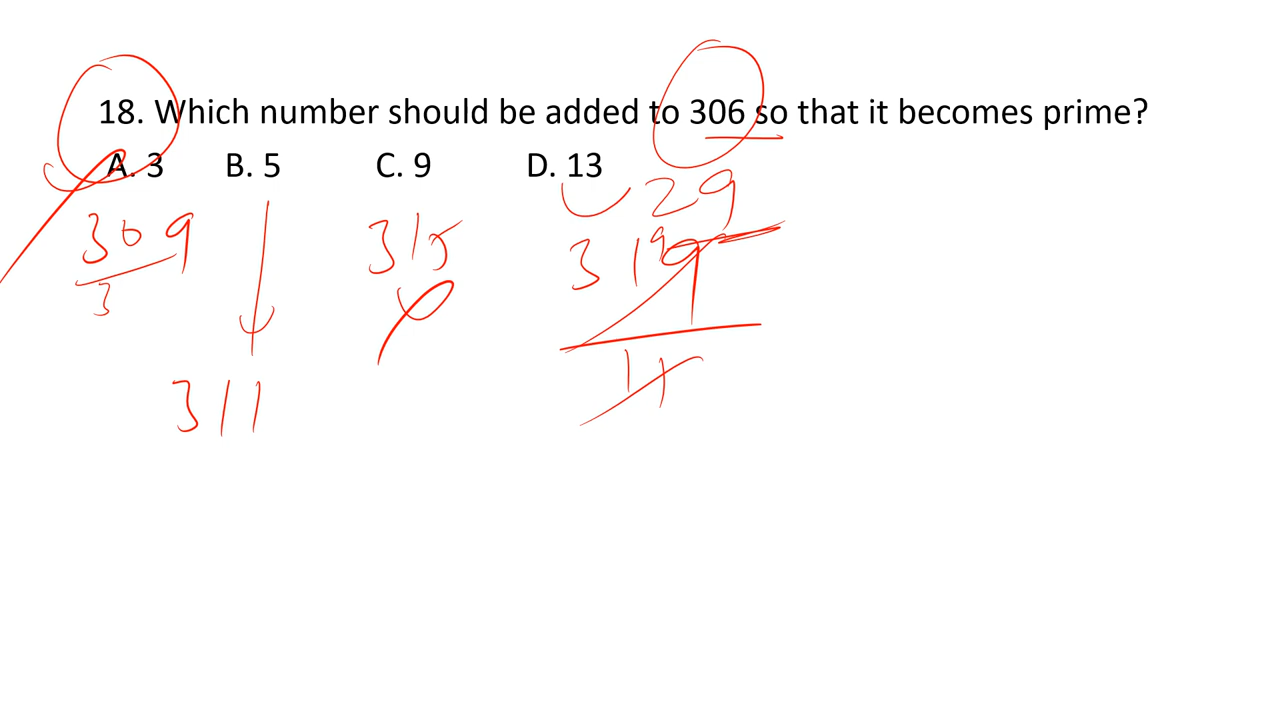 18. Which number should be added to 306 so that it becomes prime?
A. 3 B. 5 C. 9 D. 13
29
309 315 319
3
11
311